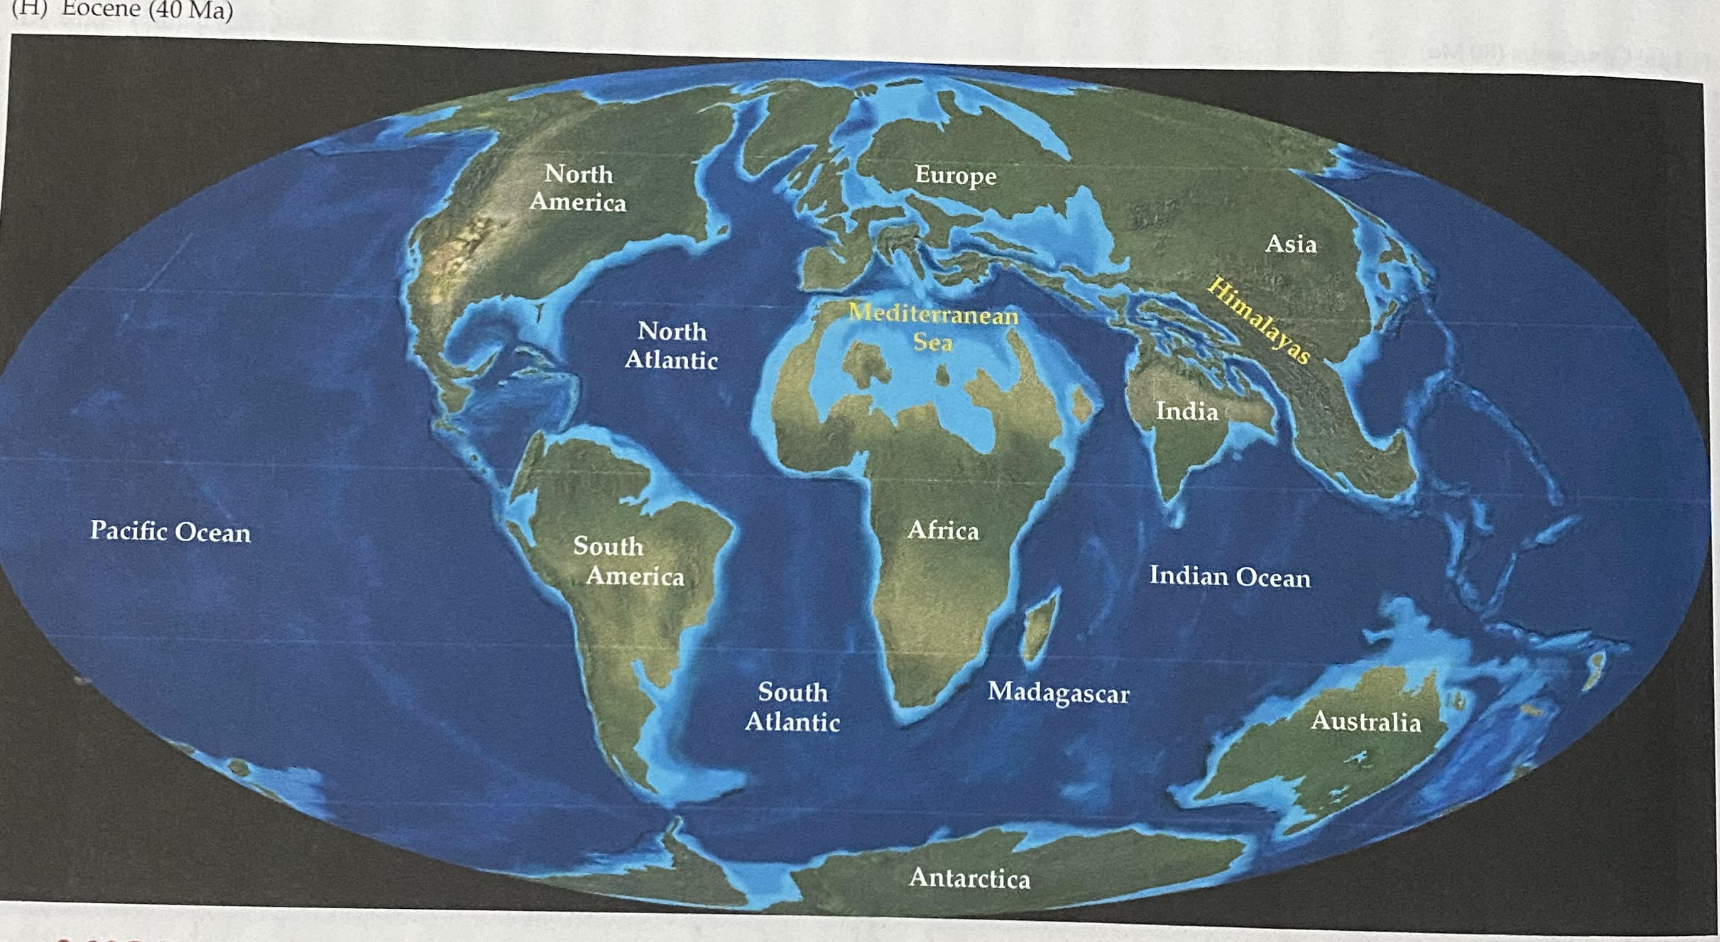 (H) Eocene (40 Ma)
North
America
Europe
Asia
Himalayas
Mediterranean
Sea
North
Atlantic
India
Pacific Ocean
South
America
Africa
Indian Ocean
South
Atlantic
Madagascar
Australia
Antarctica